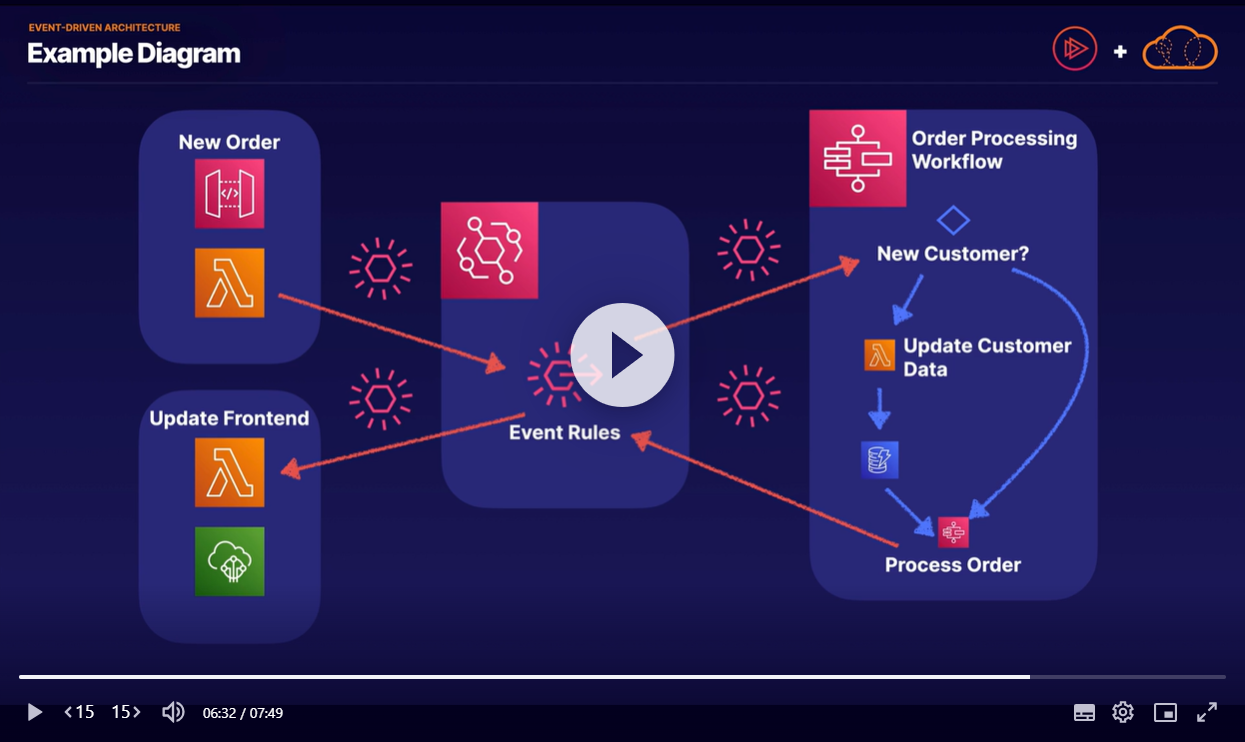 EVENT-DRIVEN ARCHITECTURE
Example Diagram
+
New Order
</>
Update Frontend
Event Rules
Order Processing
Workflow
New Customer?
Update Customer
Data
Process Order
<15
15>
06:32 / 07:49